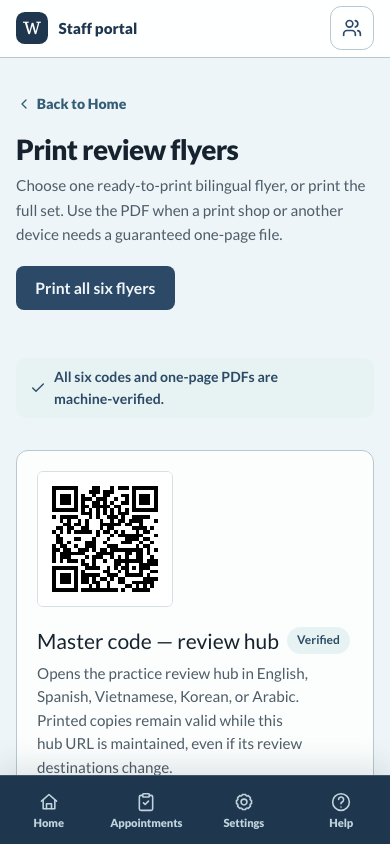 W Staff portal
Back to Home
Print review flyers
Choose one ready-to-print bilingual flyer, or print the
full set. Use the PDF when a print shop or another
device needs a guaranteed one-page file.
Print all six flyers
All six codes and one-page PDFs are
machine-verified.
Master code — review hub Verified
Opens the practice review hub in English,
Spanish, Vietnamese, Korean, or Arabic.
Printed copies remain valid while this
hub URL is maintained, even if its review
destinations change.
Home Appointments Settings Help